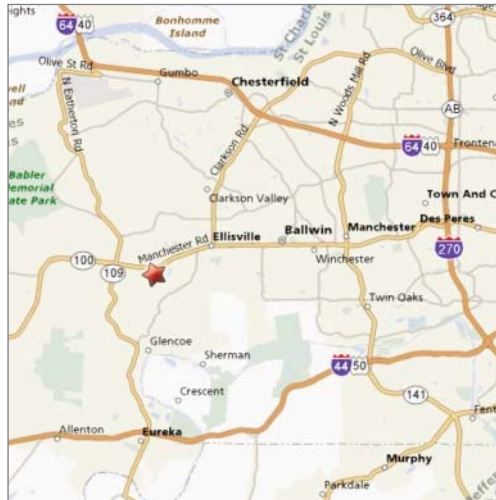 eights
Bonhomme
Island
64
40
St Charles
St Louis
364
Olive St Rd
Gumbo
Chesterfield
Olive Blvd
N Eatherton Rd
Clarkson Rd
N Woods Mill Rd
AB
64
40
Frontena
Babler
Memorial
ate Park
Clarkson Valley
Town And C
Des Peres
Manchester Rd
Ellisville
Ballwin
Manchester
Winchester
270
100
109
Twin Oaks
Glencoe
Sherman
44
50
Crescent
141
Fent
Allenton
Eureka
Murphy
Parkdale